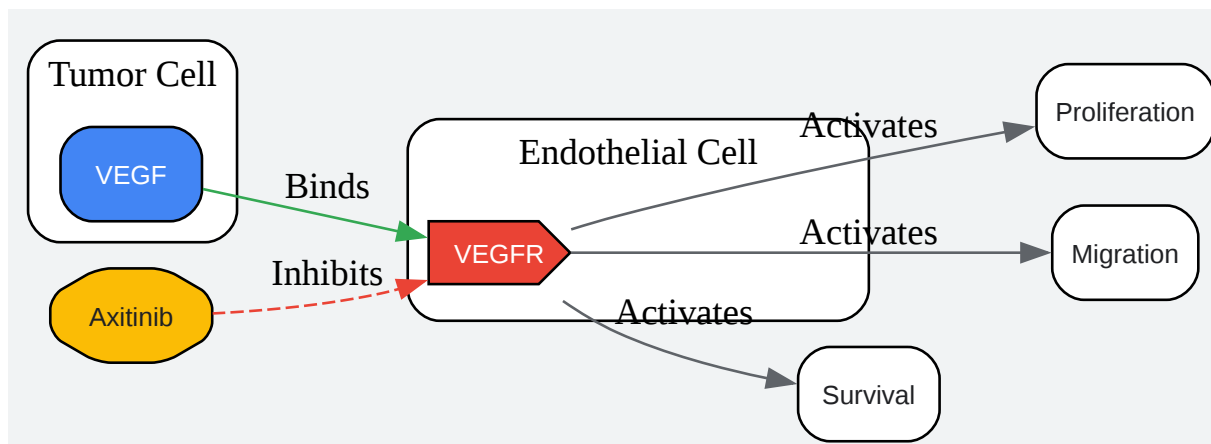 Tumor Cell
VEGF
Binds
Inhibits
Axitinib
Endothelial Cell
VEGFR
Activates
Activates
Activates
Proliferation
Migration
Survival